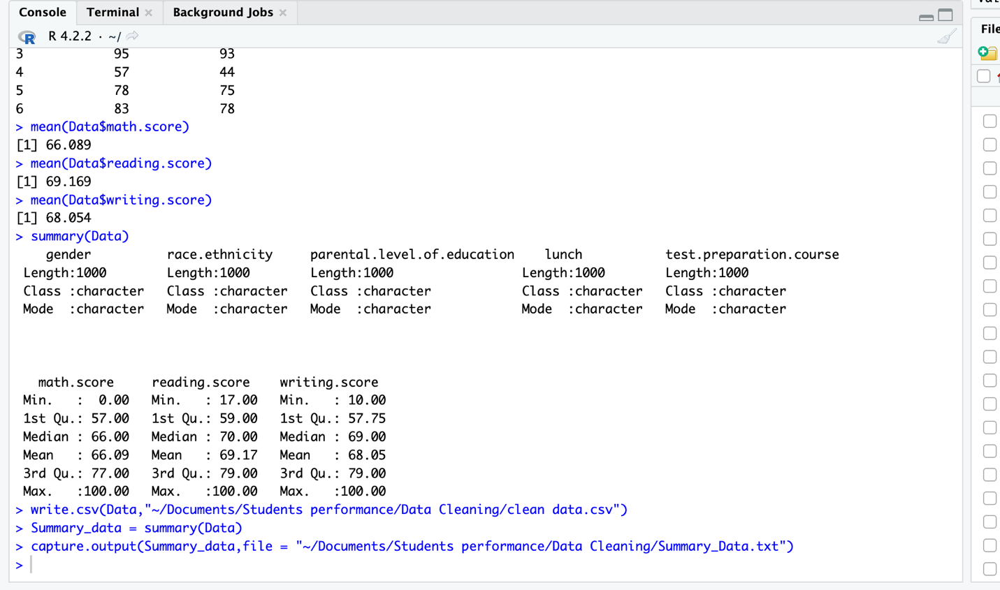 Console Terminal Background Jobs
R 4.2.2 · ~/
File
3 95 93
4 57 44
5 78 75
6 83 78
> mean(Data$math.score)
[1] 66.089
> mean(Data$reading.score)
[1] 69.169
> mean(Data$writing.score)
[1] 68.054
> summary(Data)
gender race.ethnicity parental.level.of.education lunch test.preparation.course
Length:1000 Length:1000 Length:1000 Length:1000 Length:1000
Class :character Class :character Class :character Class :character Class :character
Mode :character Mode :character Mode :character Mode :character Mode :character
math.score reading.score writing.score
Min. : 0.00 Min. : 17.00 Min. : 10.00
1st Qu.: 57.00 1st Qu.: 59.00 1st Qu.: 57.75
Median : 66.00 Median : 70.00 Median : 69.00
Mean : 66.09 Mean : 69.17 Mean : 68.05
3rd Qu.: 77.00 3rd Qu.: 79.00 3rd Qu.: 79.00
Max. :100.00 Max. :100.00 Max. :100.00
> write.csv(Data,"~/Documents/Students performance/Data Cleaning/clean data.csv")
> Summary_data = summary(Data)
> capture.output(Summary_data,file = "~/Documents/Students performance/Data Cleaning/Summary_Data.txt")
>